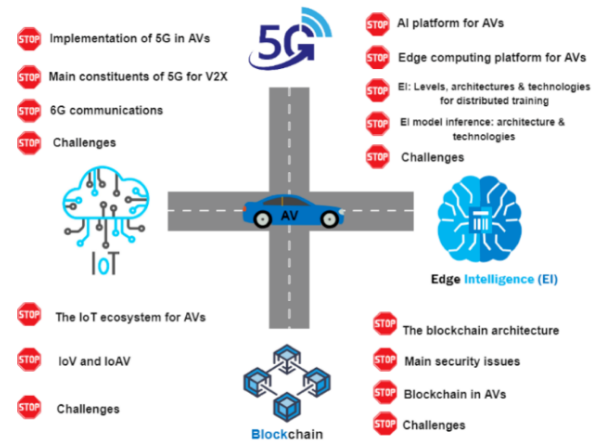 STOP Implementation of 5G in AVs
STOP Main constituents of 5G for V2X
STOP 6G communications
STOP Challenges
5G
STOP AI platform for AVs
STOP Edge computing platform for AVs
STOP EI: Levels, architectures & technologies
for distributed training
STOP EI model inference: architecture &
technologies
STOP Challenges
IoT
AV
Edge Intelligence (EI)
STOP The IoT ecosystem for AVs
STOP IoV and IoAV
STOP Challenges
Blockchain
STOP The blockchain architecture
STOP Main security issues
STOP Blockchain in AVs
STOP Challenges